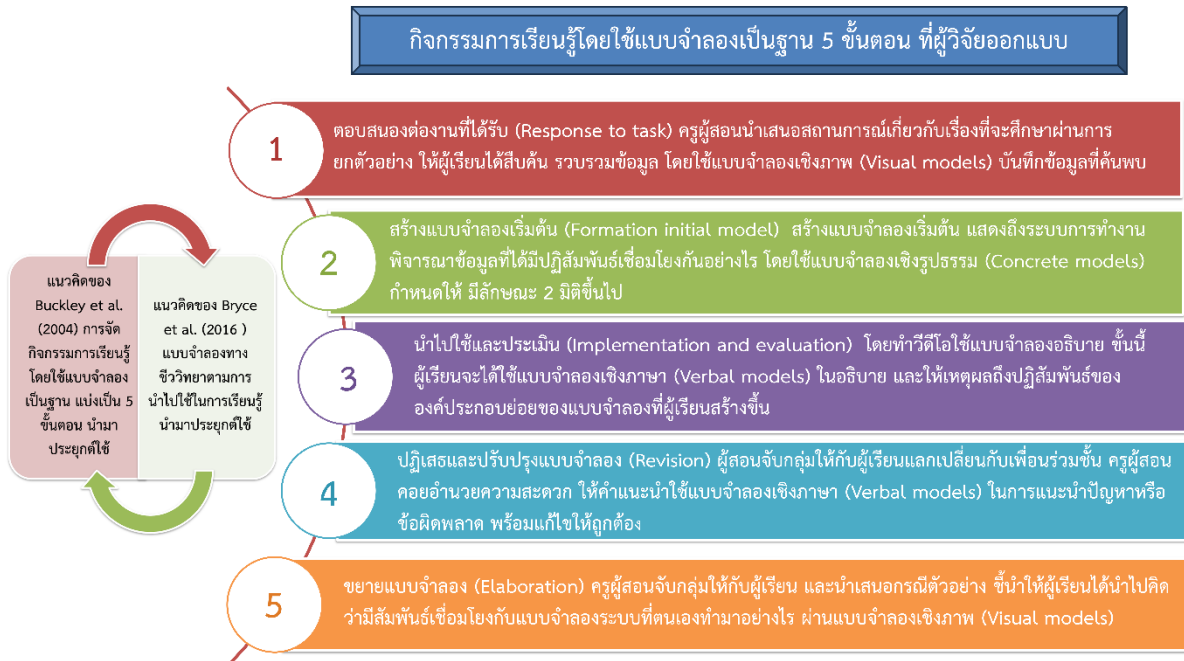 กิจกรรมการเรียนรู้โดยใช้แบบจำลองเป็นฐาน 5 ขั้นตอน ที่ผู้วิจัยออกแบบ
แนวคิดของ
Buckley et al.
(2004) การจัด
กิจกรรมการเรียนรู้
โดยใช้แบบจำลอง
เป็นฐาน แบ่งเป็น 5
ขั้นตอน นำมา
ประยุกต์ใช้
แนวคิดของ Bryce
et al. (2016 )
แบบจำลองทาง
ชีววิทยาตามการ
นำไปใช้ในการเรียนรู้
นำมาประยุกต์ใช้
1
ตอบสนองต่องานที่ได้รับ (Response to task) ครูผู้สอนนำเสนอสถานการณ์เกี่ยวกับเรื่องที่จะศึกษาผ่านการ
ยกตัวอย่าง ให้ผู้เรียนได้สืบค้น รวบรวมข้อมูล โดยใช้แบบจำลองเชิงภาพ (Visual models) บันทึกข้อมูลที่ค้นพบ
2
สร้างแบบจำลองเริ่มต้น (Formation initial model) สร้างแบบจำลองเริ่มต้น แสดงถึงระบบการทำงาน
พิจารณาข้อมูลที่ได้มีปฏิสัมพันธ์เชื่อมโยงกันอย่างไร โดยใช้แบบจำลองเชิงรูปธรรม (Concrete models)
กำหนดให้ มีลักษณะ 2 มิติขึ้นไป
3
นำไปใช้และประเมิน (Implementation and evaluation) โดยทำวีดีโอใช้แบบจำลองอธิบาย ขั้นนี้
ผู้เรียนจะได้ใช้แบบจำลองเชิงภาษา (Verbal models) ในอธิบาย และให้เหตุผลถึงปฏิสัมพันธ์ของ
องค์ประกอบย่อยของแบบจำลองที่ผู้เรียนสร้างขึ้น
4
ปฏิเสธและปรับปรุงแบบจำลอง (Revision) ผู้สอนจับกลุ่มให้กับผู้เรียนแลกเปลี่ยนกับเพื่อนร่วมชั้น ครูผู้สอน
คอยอำนวยความสะดวก ให้คำแนะนำใช้แบบจำลองเชิงภาษา (Verbal models) ในการแนะนำปัญหาหรือ
ข้อผิดพลาด พร้อมแก้ไขให้ถูกต้อง
5
ขยายแบบจำลอง (Elaboration) ครูผู้สอนจับกลุ่มให้กับผู้เรียน และนำเสนอกรณีตัวอย่าง ชี้นำให้ผู้เรียนได้นำไปคิด
ว่ามีสัมพันธ์เชื่อมโยงกับแบบจำลองระบบที่ตนเองทำมาอย่างไร ผ่านแบบจำลองเชิงภาพ (Visual models)